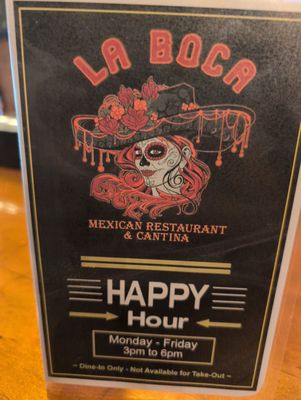 LA BOCA
MEXICAN RESTAURANT
& CANTINA
HAPPY
Hour
Monday - Friday
3pm to 6pm
~ Dine-In Only - Not Available for Take-Out ~